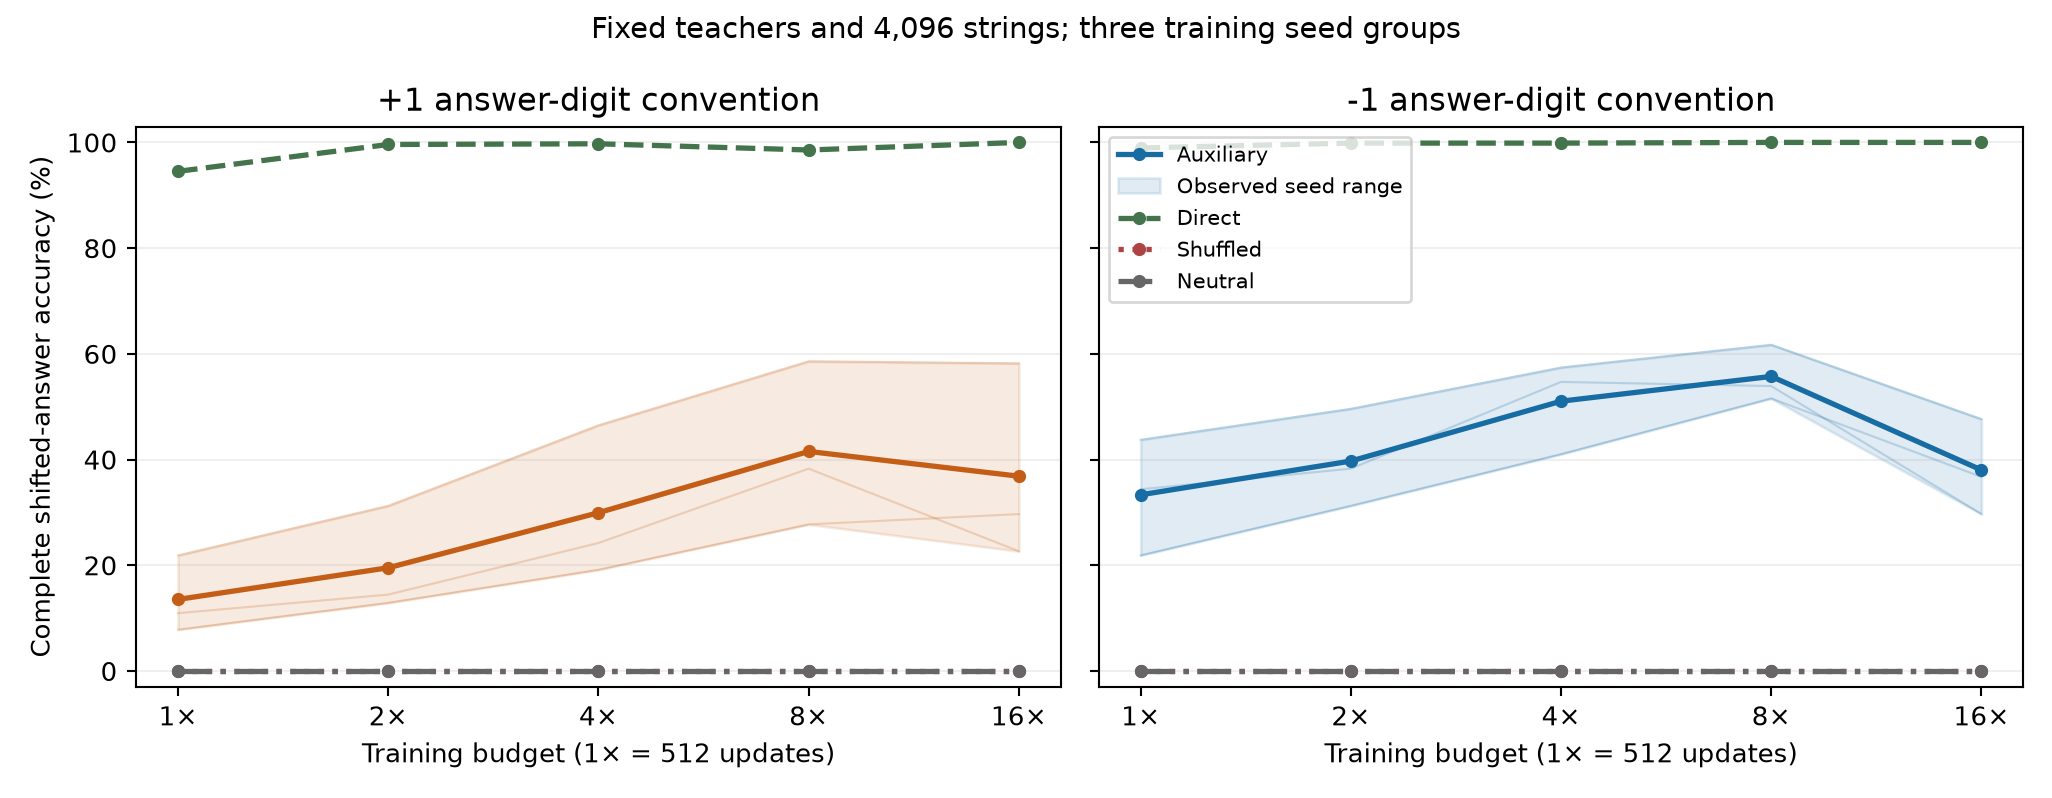 Fixed teachers and 4,096 strings; three training seed groups
+1 answer-digit convention
-1 answer-digit convention
Complete shifted-answer accuracy (%)
100
80
60
40
20
0
Auxiliary
Observed seed range
Direct
Shuffled
Neutral
1× 2× 4× 8× 16×
1× 2× 4× 8× 16×
Training budget (1× = 512 updates)
Training budget (1× = 512 updates)